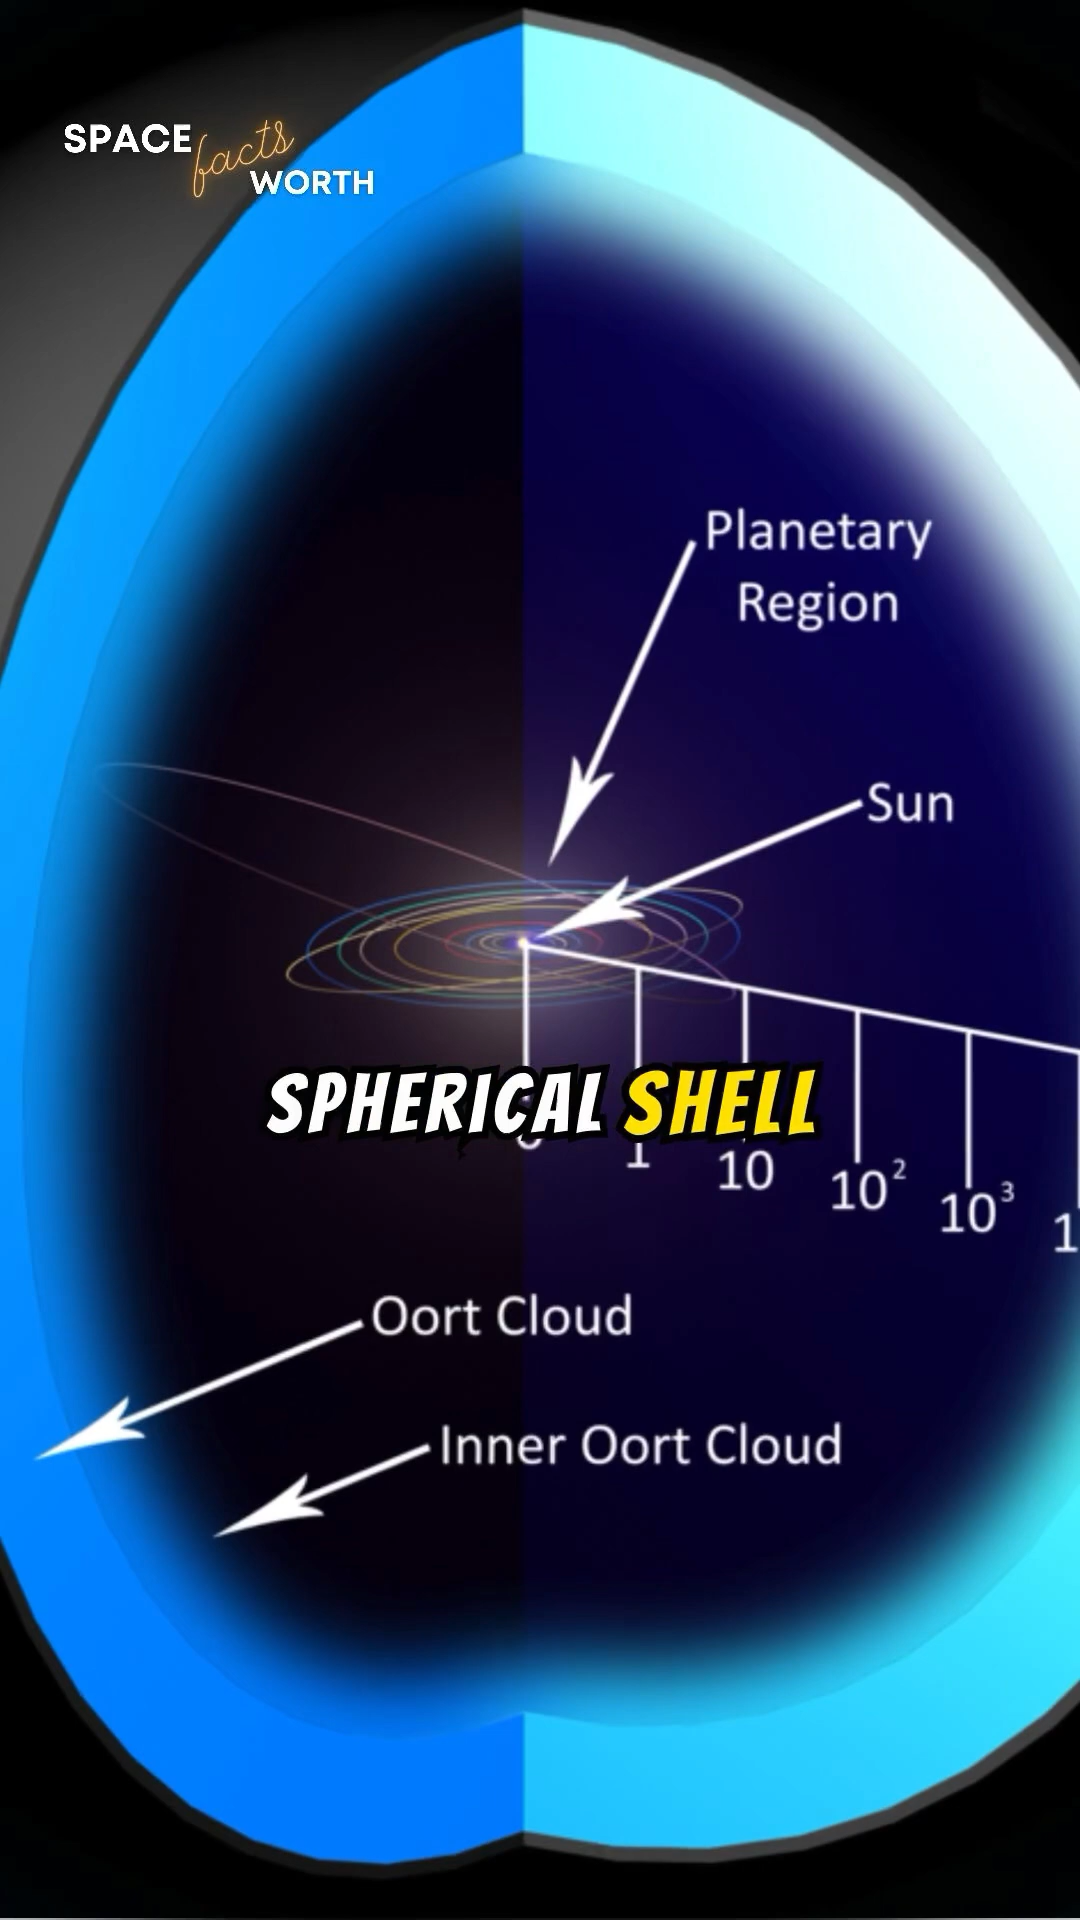 SPACE
facts
WORTH
Planetary
Region
Sun
SPHERICAL SHELL
1
10
10²
10³
Oort Cloud
Inner Oort Cloud